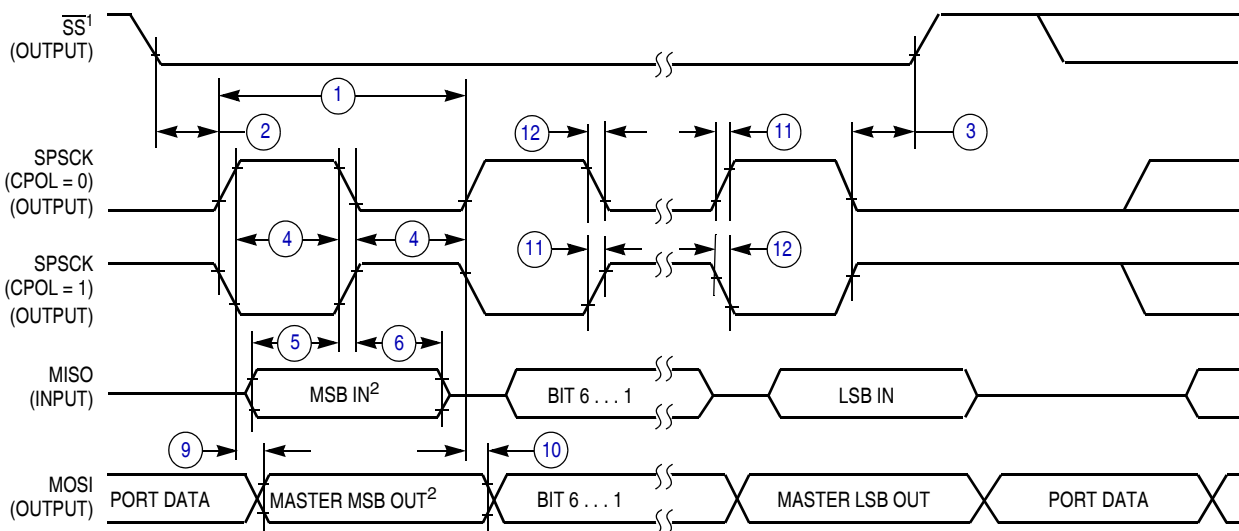 SS1
(OUTPUT)
1
2
12
11
3
SPSCK
(CPOL = 0)
(OUTPUT)
4
4
11
12
SPSCK
(CPOL = 1)
(OUTPUT)
5
6
MISO
(INPUT)
MSB IN2
BIT 6 . . . 1
LSB IN
9
10
MOSI
(OUTPUT)
PORT DATA
MASTER MSB OUT2
BIT 6 . . . 1
MASTER LSB OUT
PORT DATA